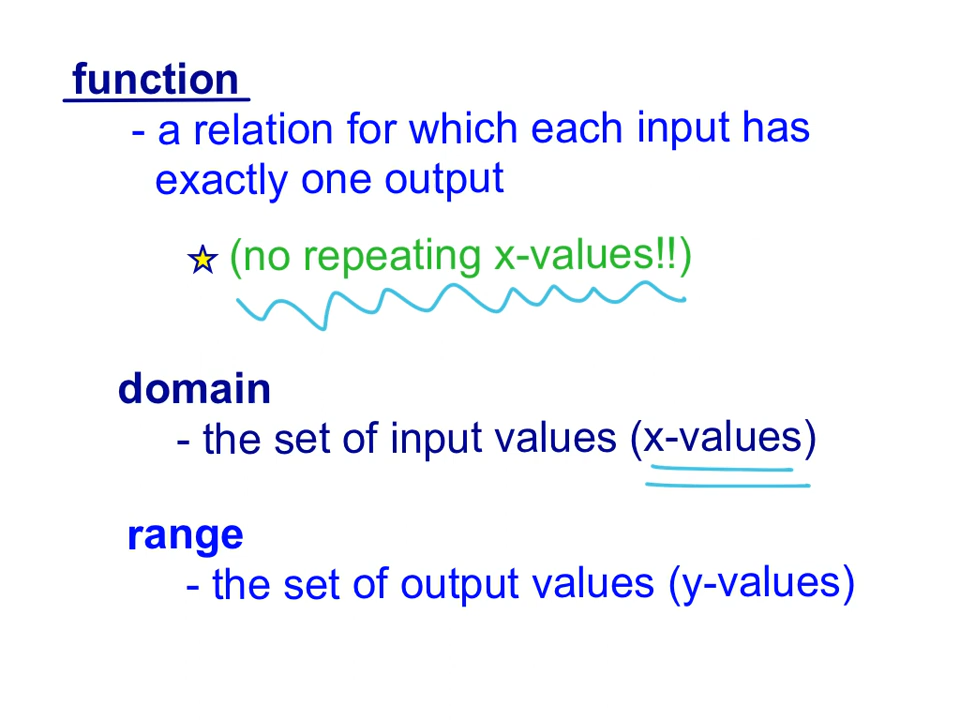 function
- a relation for which each input has
exactly one output
(no repeating x-values!!)
domain
- the set of input values (x-values)
range
- the set of output values (y-values)